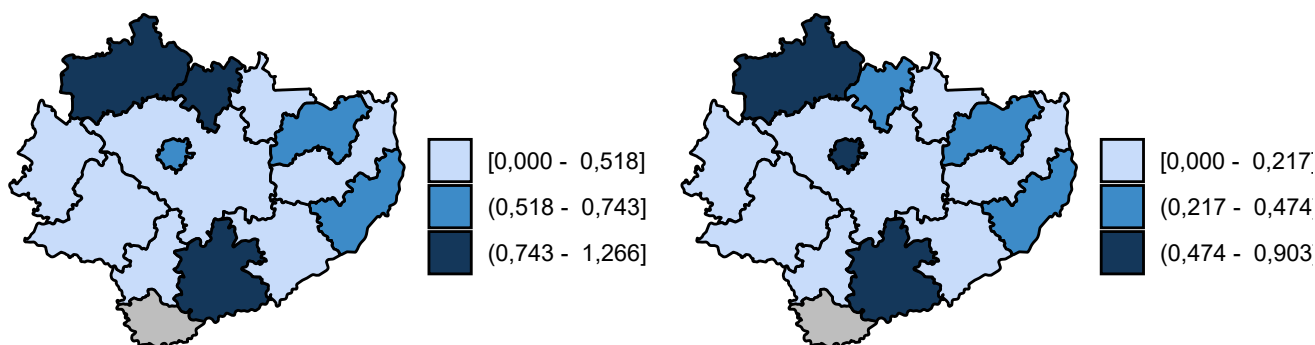 [0,000 - 0,518]
(0,518 - 0,743]
(0,743 - 1,266]
[0,000 - 0,217]
(0,217 - 0,474]
(0,474 - 0,903]